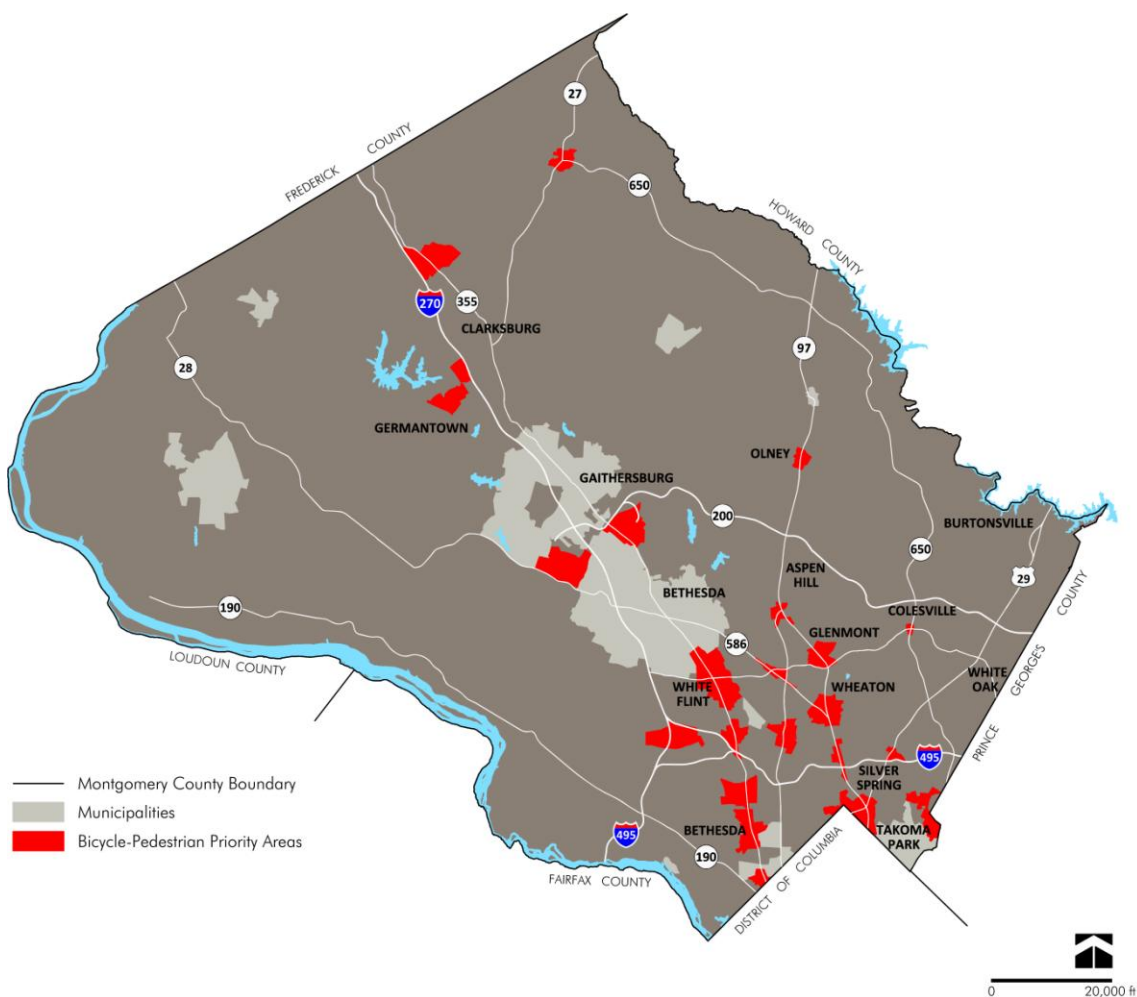 27
FREDERICK COUNTY
650
HOWARD COUNTY
270
355
CLARKSBURG
97
28
GERMANTOWN
OLNEY
GAITHERSBURG
200
BURTONSVILLE
650
29
ASPEN
HILL
BETHESDA
COLESVILLE
190
586
GLENMONT
LOUDOUN COUNTY
WHITE
FLINT
WHEATON
WHITE
OAK
PRINCE GEORGES COUNTY
495
SILVER
SPRING
Montgomery County Boundary
Municipalities
Bicycle-Pedestrian Priority Areas
495
BETHESDA
TAKOMA
PARK
190
DISTRICT OF COLUMBIA
FAIRFAX COUNTY
0 20,000 ft